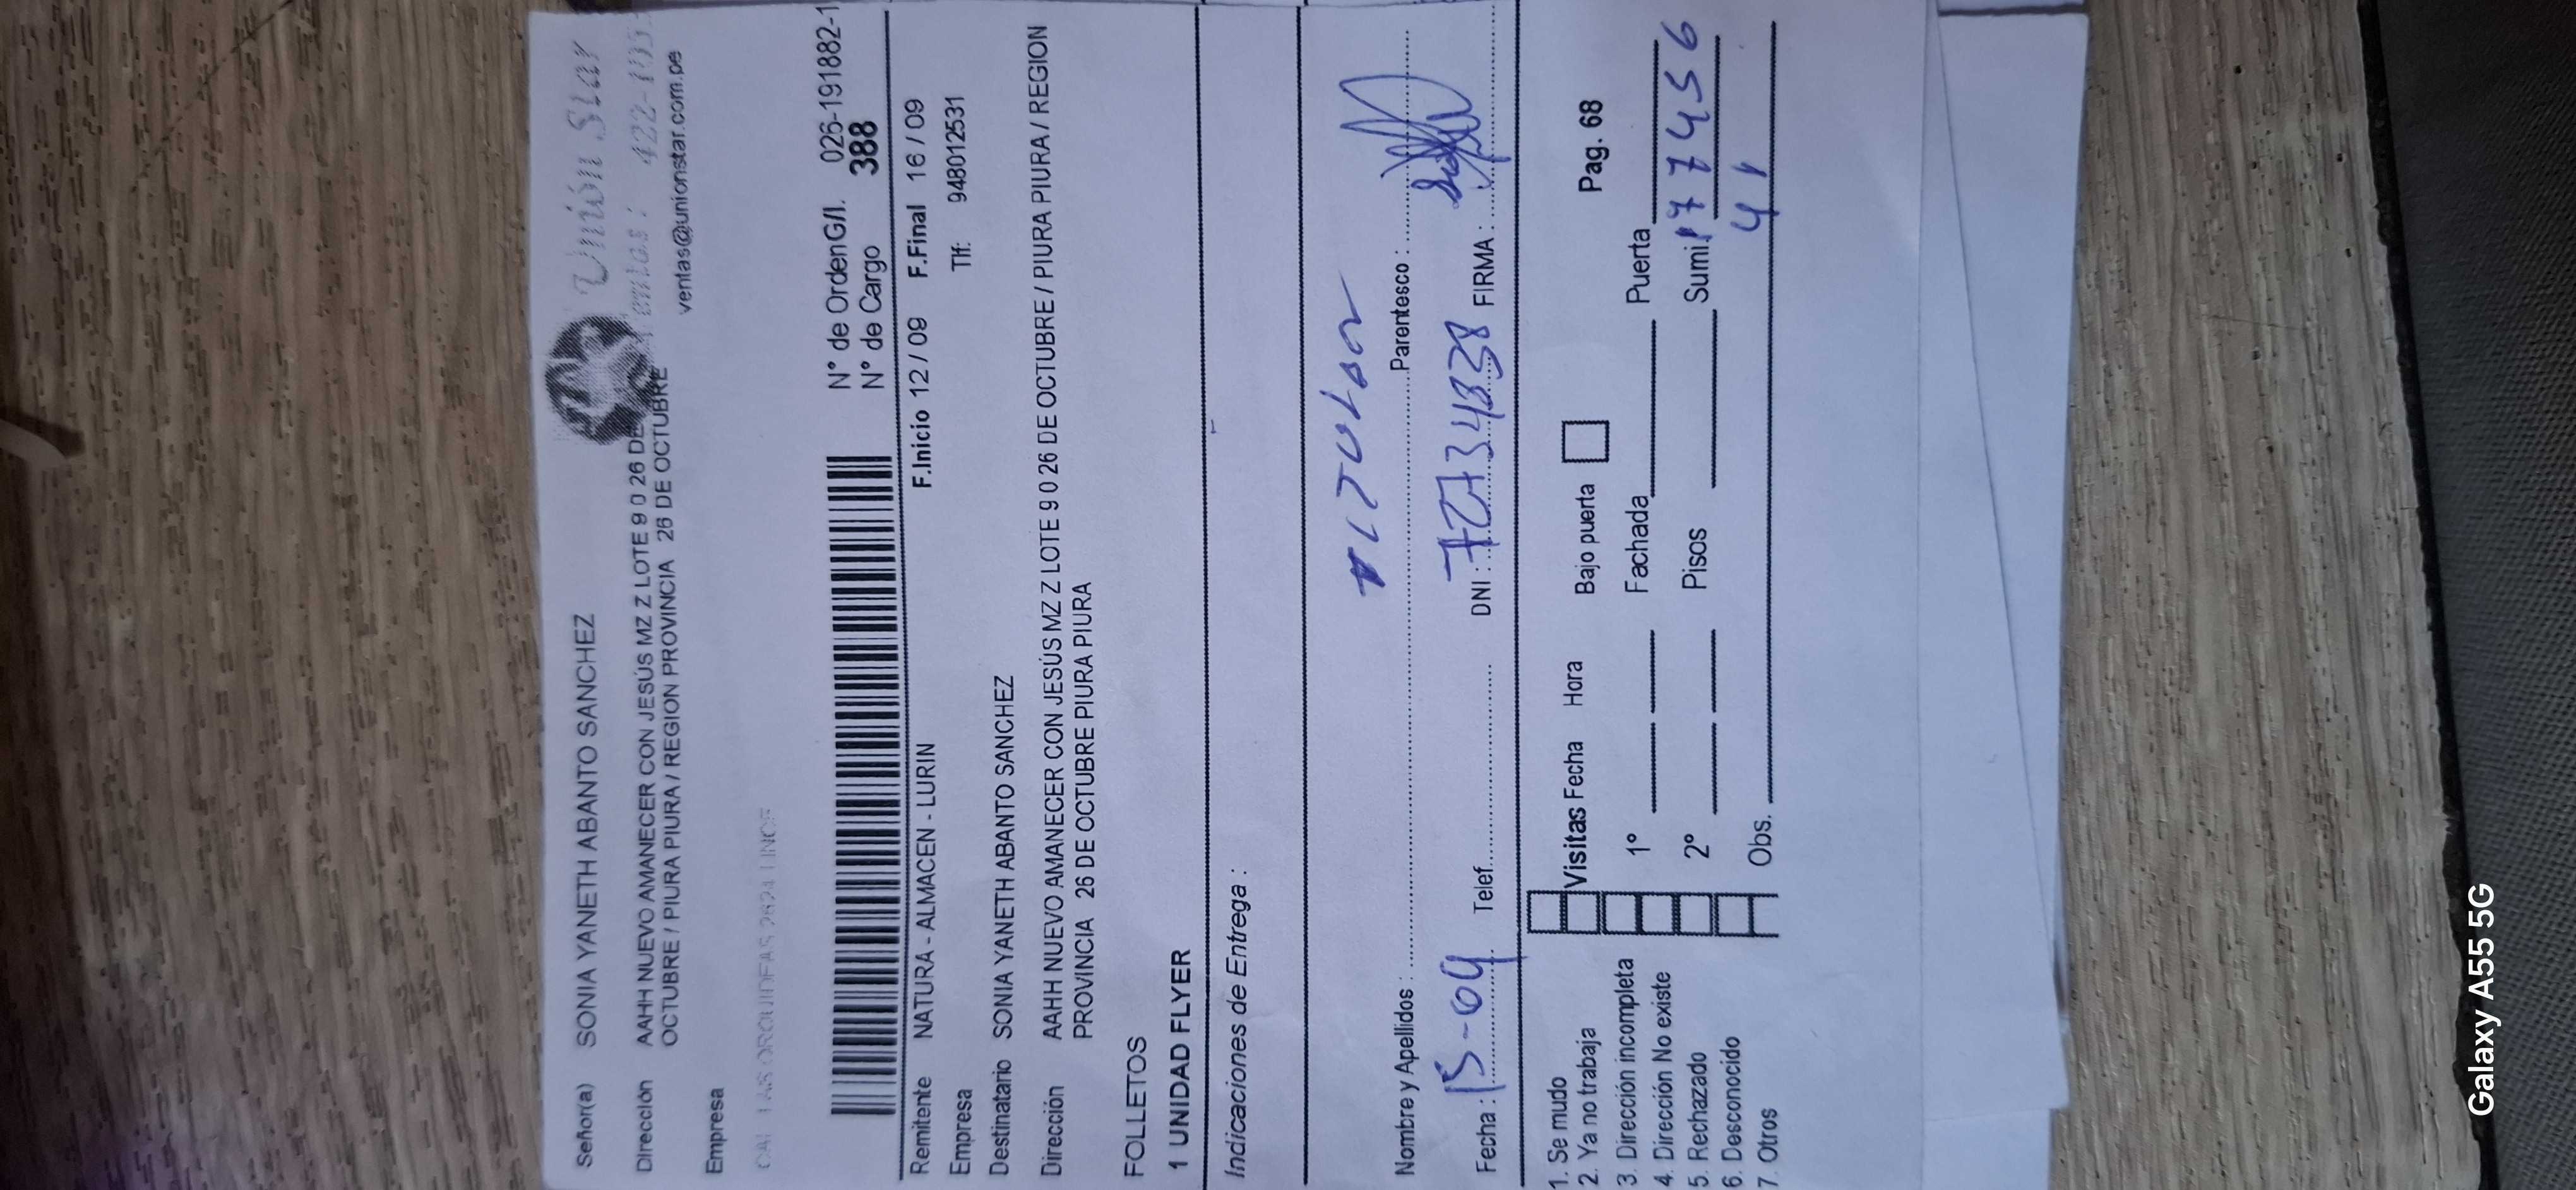 Unión Star
422-105
ventas@unionstar.com.pe
Señor(a) SONIA YANETH ABANTO SANCHEZ
Dirección AAHH NUEVO AMANECER CON JESÚS MZ Z LOTE 9 0 26 DE
OCTUBRE / PIURA PIURA / REGION PROVINCIA 26 DE OCTUBRE
Empresa
N° de OrdenG/I. 026-191882-1
N° de Cargo 388
F.Inicio 12 / 09 F.Final 16 / 09
Remitente NATURA - ALMACEN - LURIN
Empresa Tlf: 948012531
Destinatario SONIA YANETH ABANTO SANCHEZ
Dirección AAHH NUEVO AMANECER CON JESÚS MZ Z LOTE 9 0 26 DE OCTUBRE / PIURA PIURA / REGION
PROVINCIA 26 DE OCTUBRE PIURA PIURA
FOLLETOS
1 UNIDAD FLYER
Indicaciones de Entrega :
Nombre y Apellidos : Parentesco :
Fecha : 15-09 Telef. DNI : 72734838 FIRMA :
1. Se mudo
2. Ya no trabaja
3. Dirección incompleta
4. Dirección No existe
5. Rechazado
6. Desconocido
7. Otros
Visitas Fecha Hora Bajo puerta Pag. 68
1° Fachada Puerta
2° Pisos Sumi. 177456
41
Obs.
Galaxy A55 5G